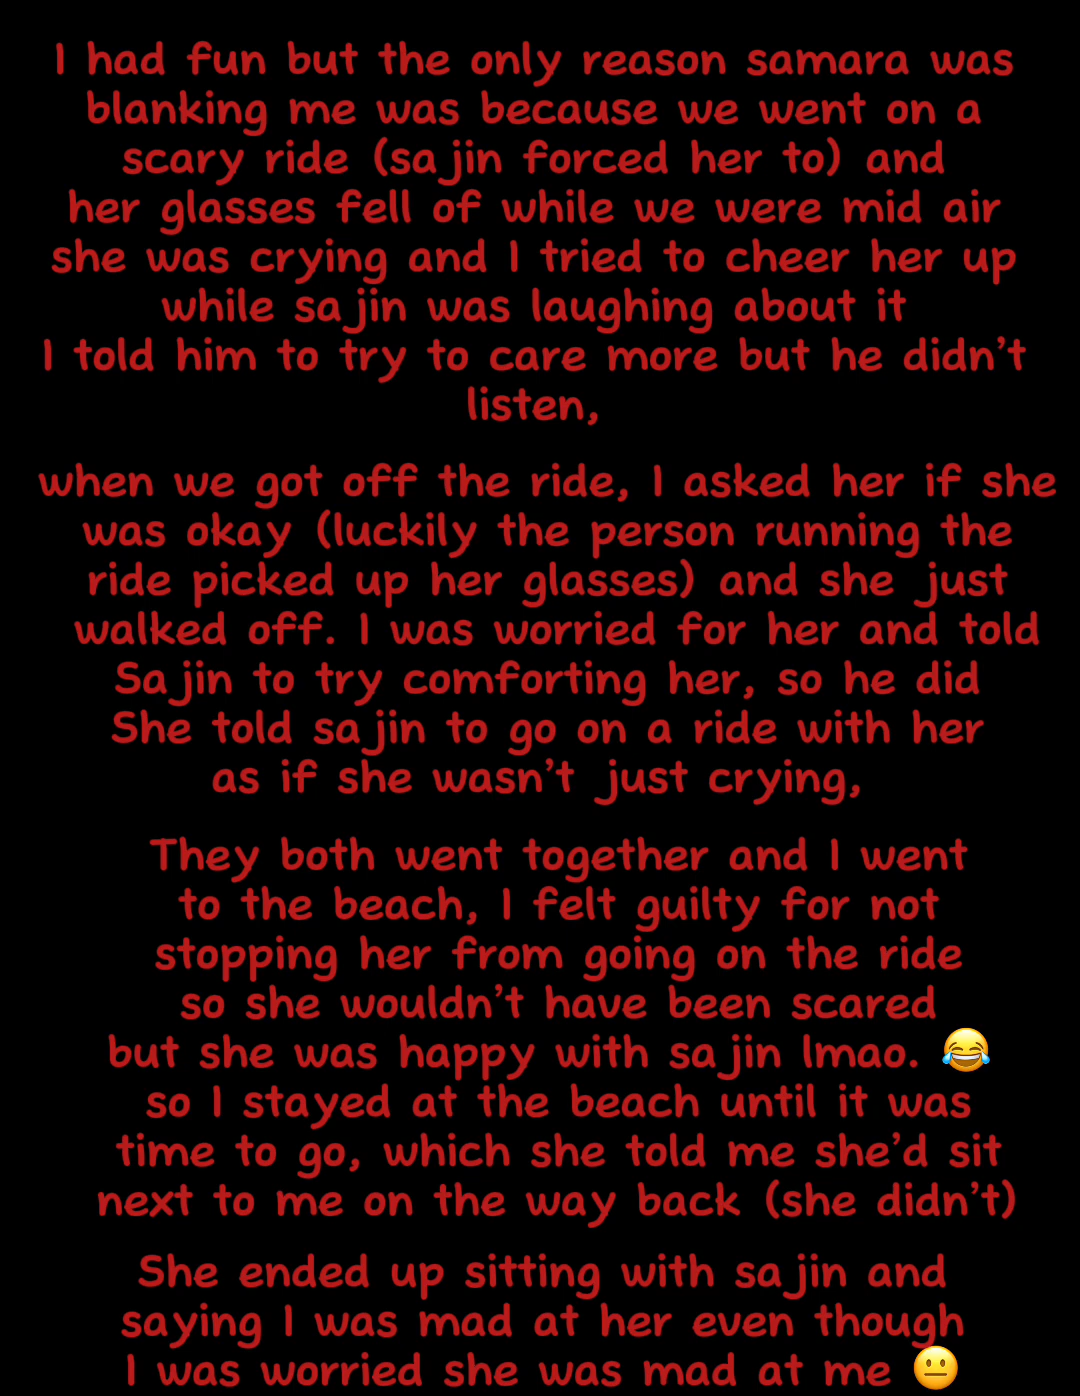 I had fun but the only reason samara was
blanking me was because we went on a
scary ride (sajin forced her to) and
her glasses fell of while we were mid air
she was crying and I tried to cheer her up
while sajin was laughing about it
I told him to try to care more but he didn’t
listen,
when we got off the ride, I asked her if she
was okay (luckily the person running the
ride picked up her glasses) and she just
walked off. I was worried for her and told
Sajin to try comforting her, so he did
She told sajin to go on a ride with her
as if she wasn’t just crying,
They both went together and I went
to the beach, I felt guilty for not
stopping her from going on the ride
so she wouldn’t have been scared
but she was happy with sajin lmao. 😂
so I stayed at the beach until it was
time to go, which she told me she’d sit
next to me on the way back (she didn’t)
She ended up sitting with sajin and
saying I was mad at her even though
I was worried she was mad at me 😐